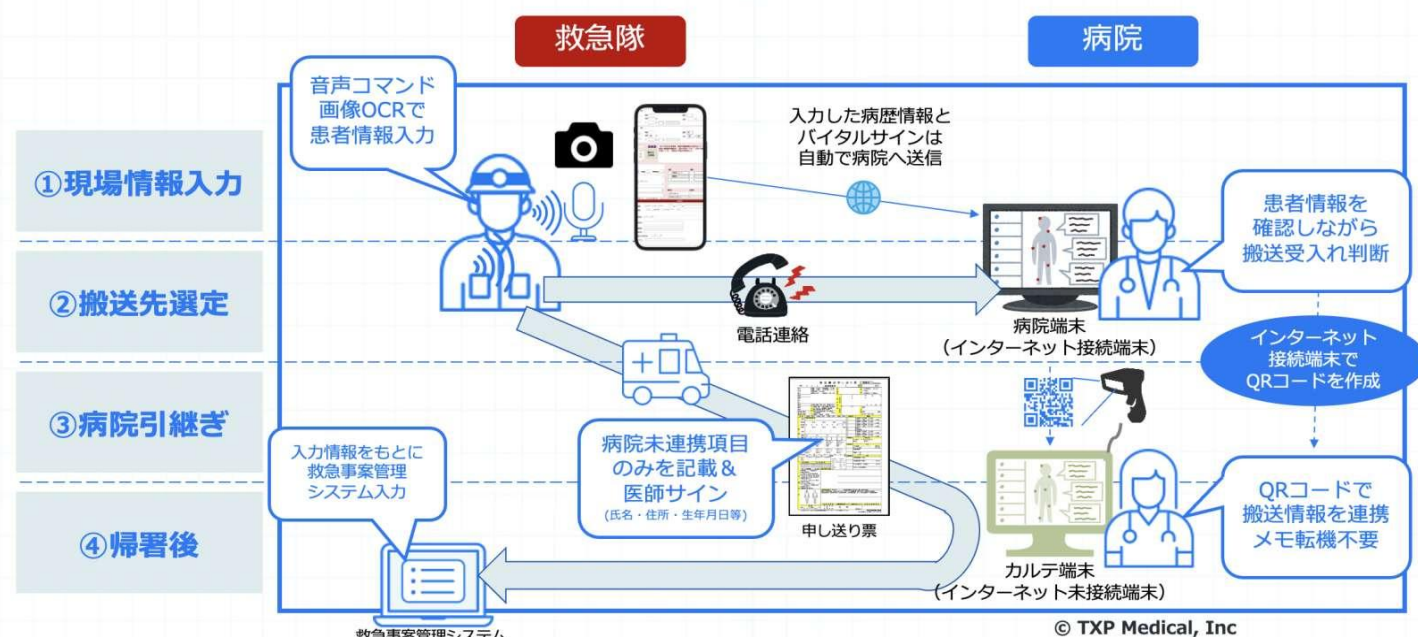 救急隊
病院
音声コマンド
画像OCRで
患者情報入力
入力した病歴情報と
バイタルサインは
自動で病院へ送信
①現場情報入力
患者情報を
確認しながら
搬送受入れ判断
②搬送先選定
電話連絡
病院端末
（インターネット接続端末）
インターネット
接続端末で
QRコードを作成
③病院引継ぎ
入力情報をもとに
救急事案管理
システム入力
病院未連携項目
のみを記載＆
医師サイン
(氏名・住所・生年月日等)
申し送り票
QRコードで
搬送情報を連携
メモ転機不要
④帰署後
カルテ端末
（インターネット未接続端末）
救急事案管理システム
© TXP Medical, Inc